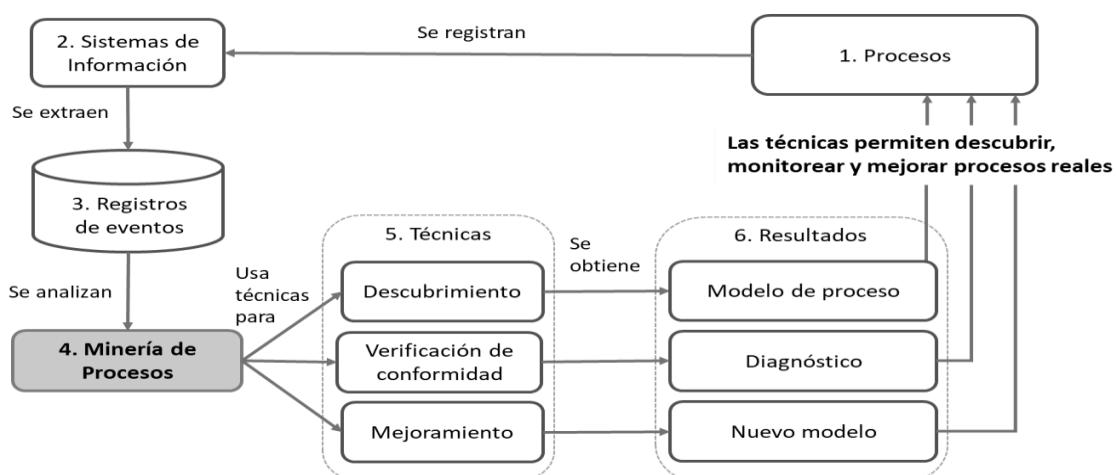 2. Sistemas de
Información
Se registran
1. Procesos
Se extraen
Las técnicas permiten descubrir,
monitorear y mejorar procesos reales
3. Registros
de eventos
5. Técnicas
6. Resultados
Se
obtiene
Se analizan
Usa
técnicas
para
Descubrimiento
Modelo de proceso
4. Minería de
Procesos
Verificación de
conformidad
Diagnóstico
Mejoramiento
Nuevo modelo